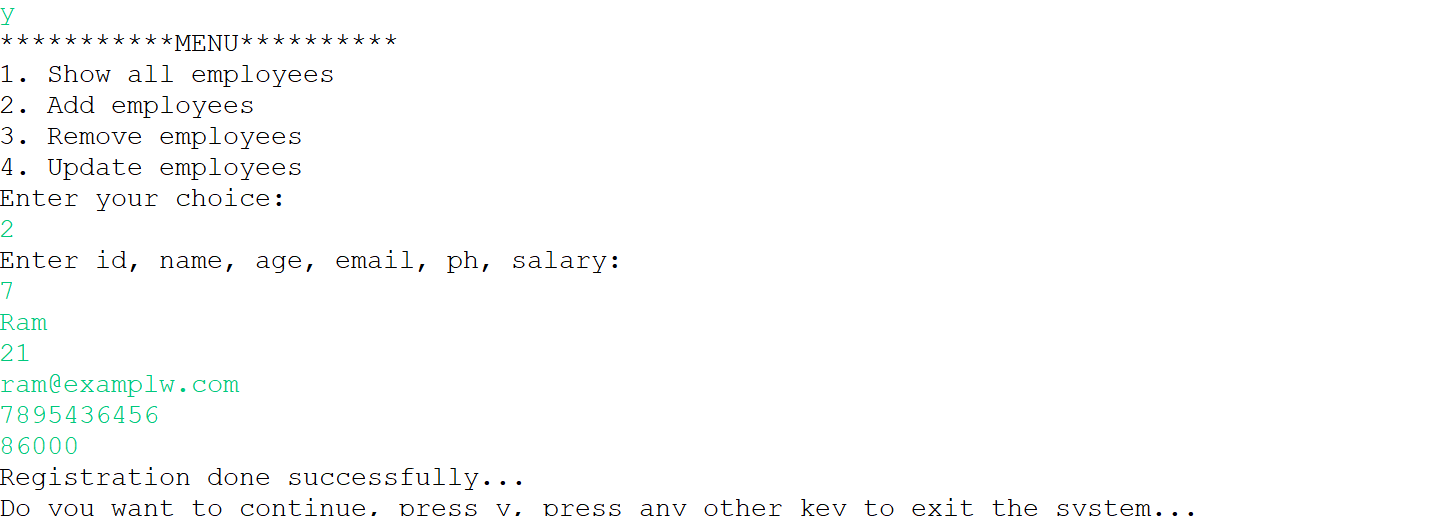 y
***********MENU**********
1. Show all employees
2. Add employees
3. Remove employees
4. Update employees
Enter your choice:
2
Enter id, name, age, email, ph, salary:
7
Ram
21
ram@examplw.com
7895436456
86000
Registration done successfully...
Do you want to continue, press y, press any other key to exit the system...